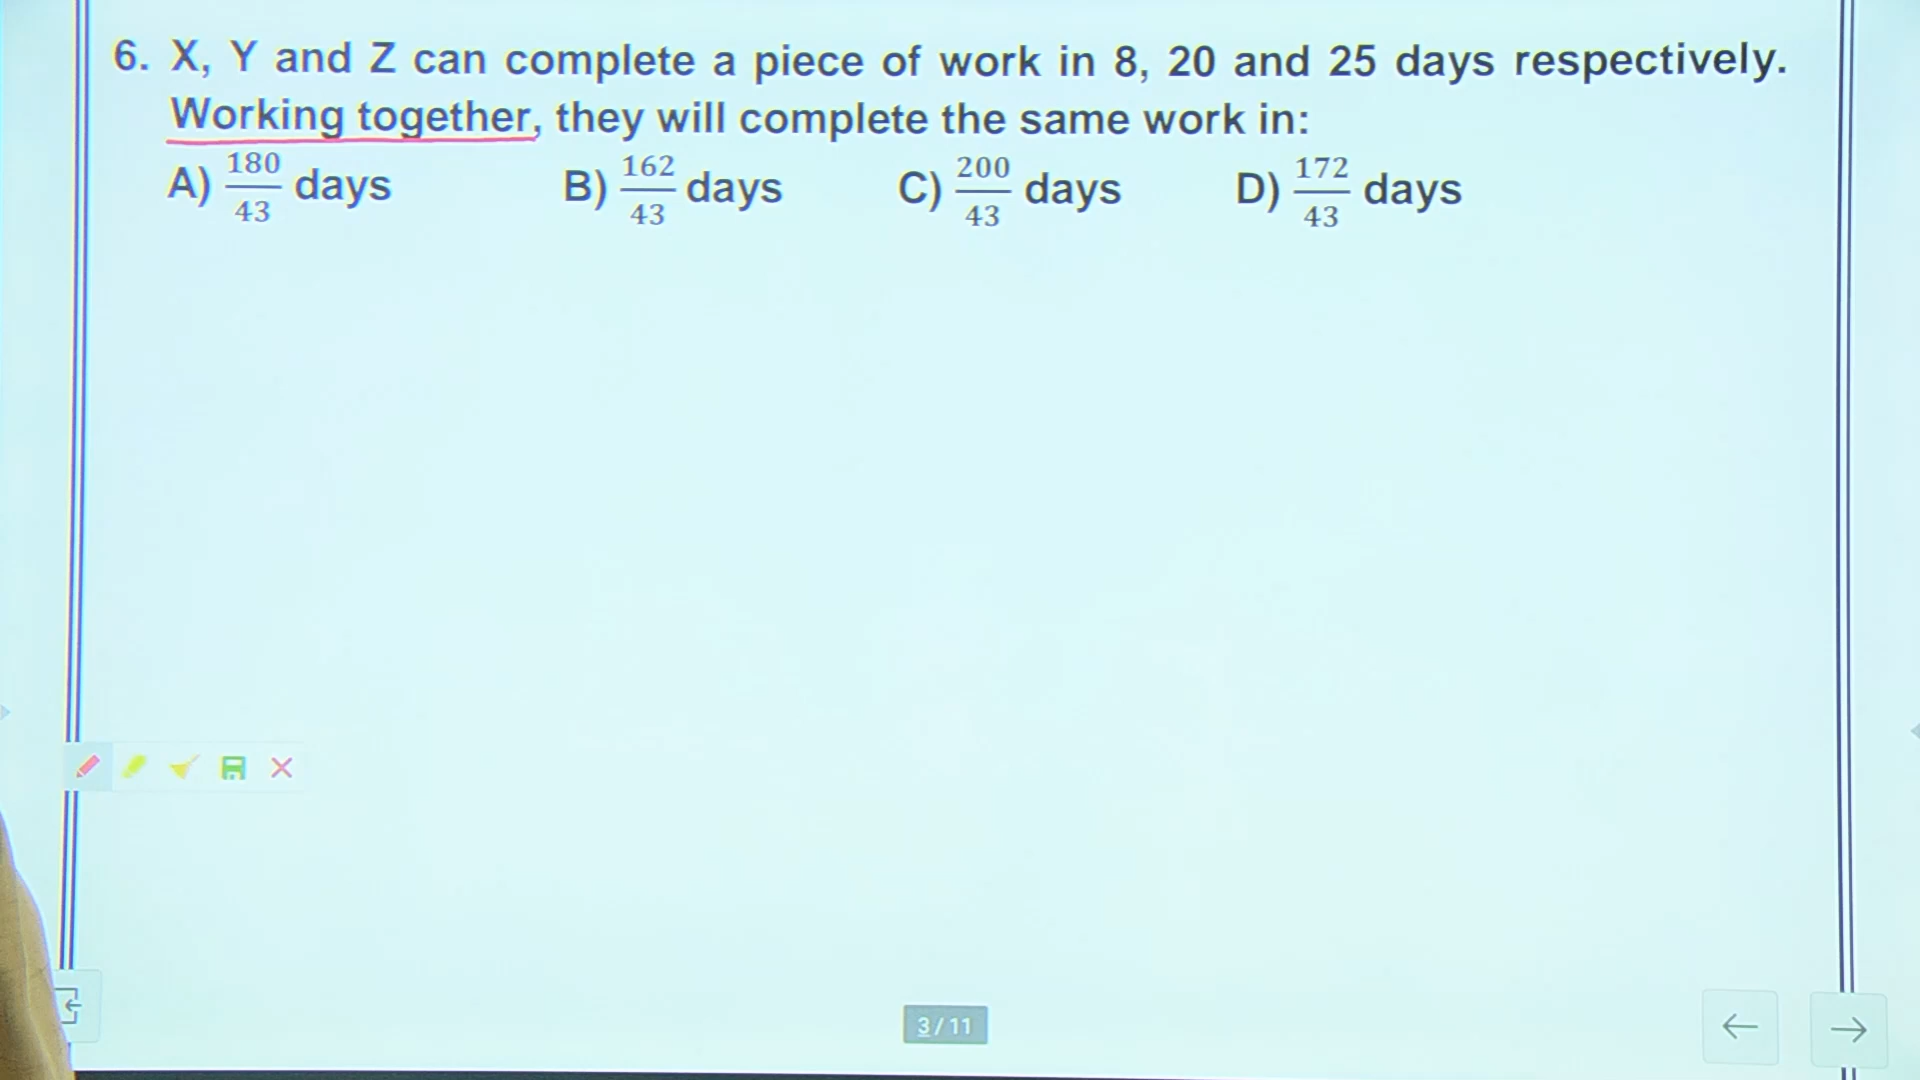 6. X, Y and Z can complete a piece of work in 8, 20 and 25 days respectively.
Working together, they will complete the same work in:
A) 180/43 days B) 162/43 days C) 200/43 days D) 172/43 days
3 / 11